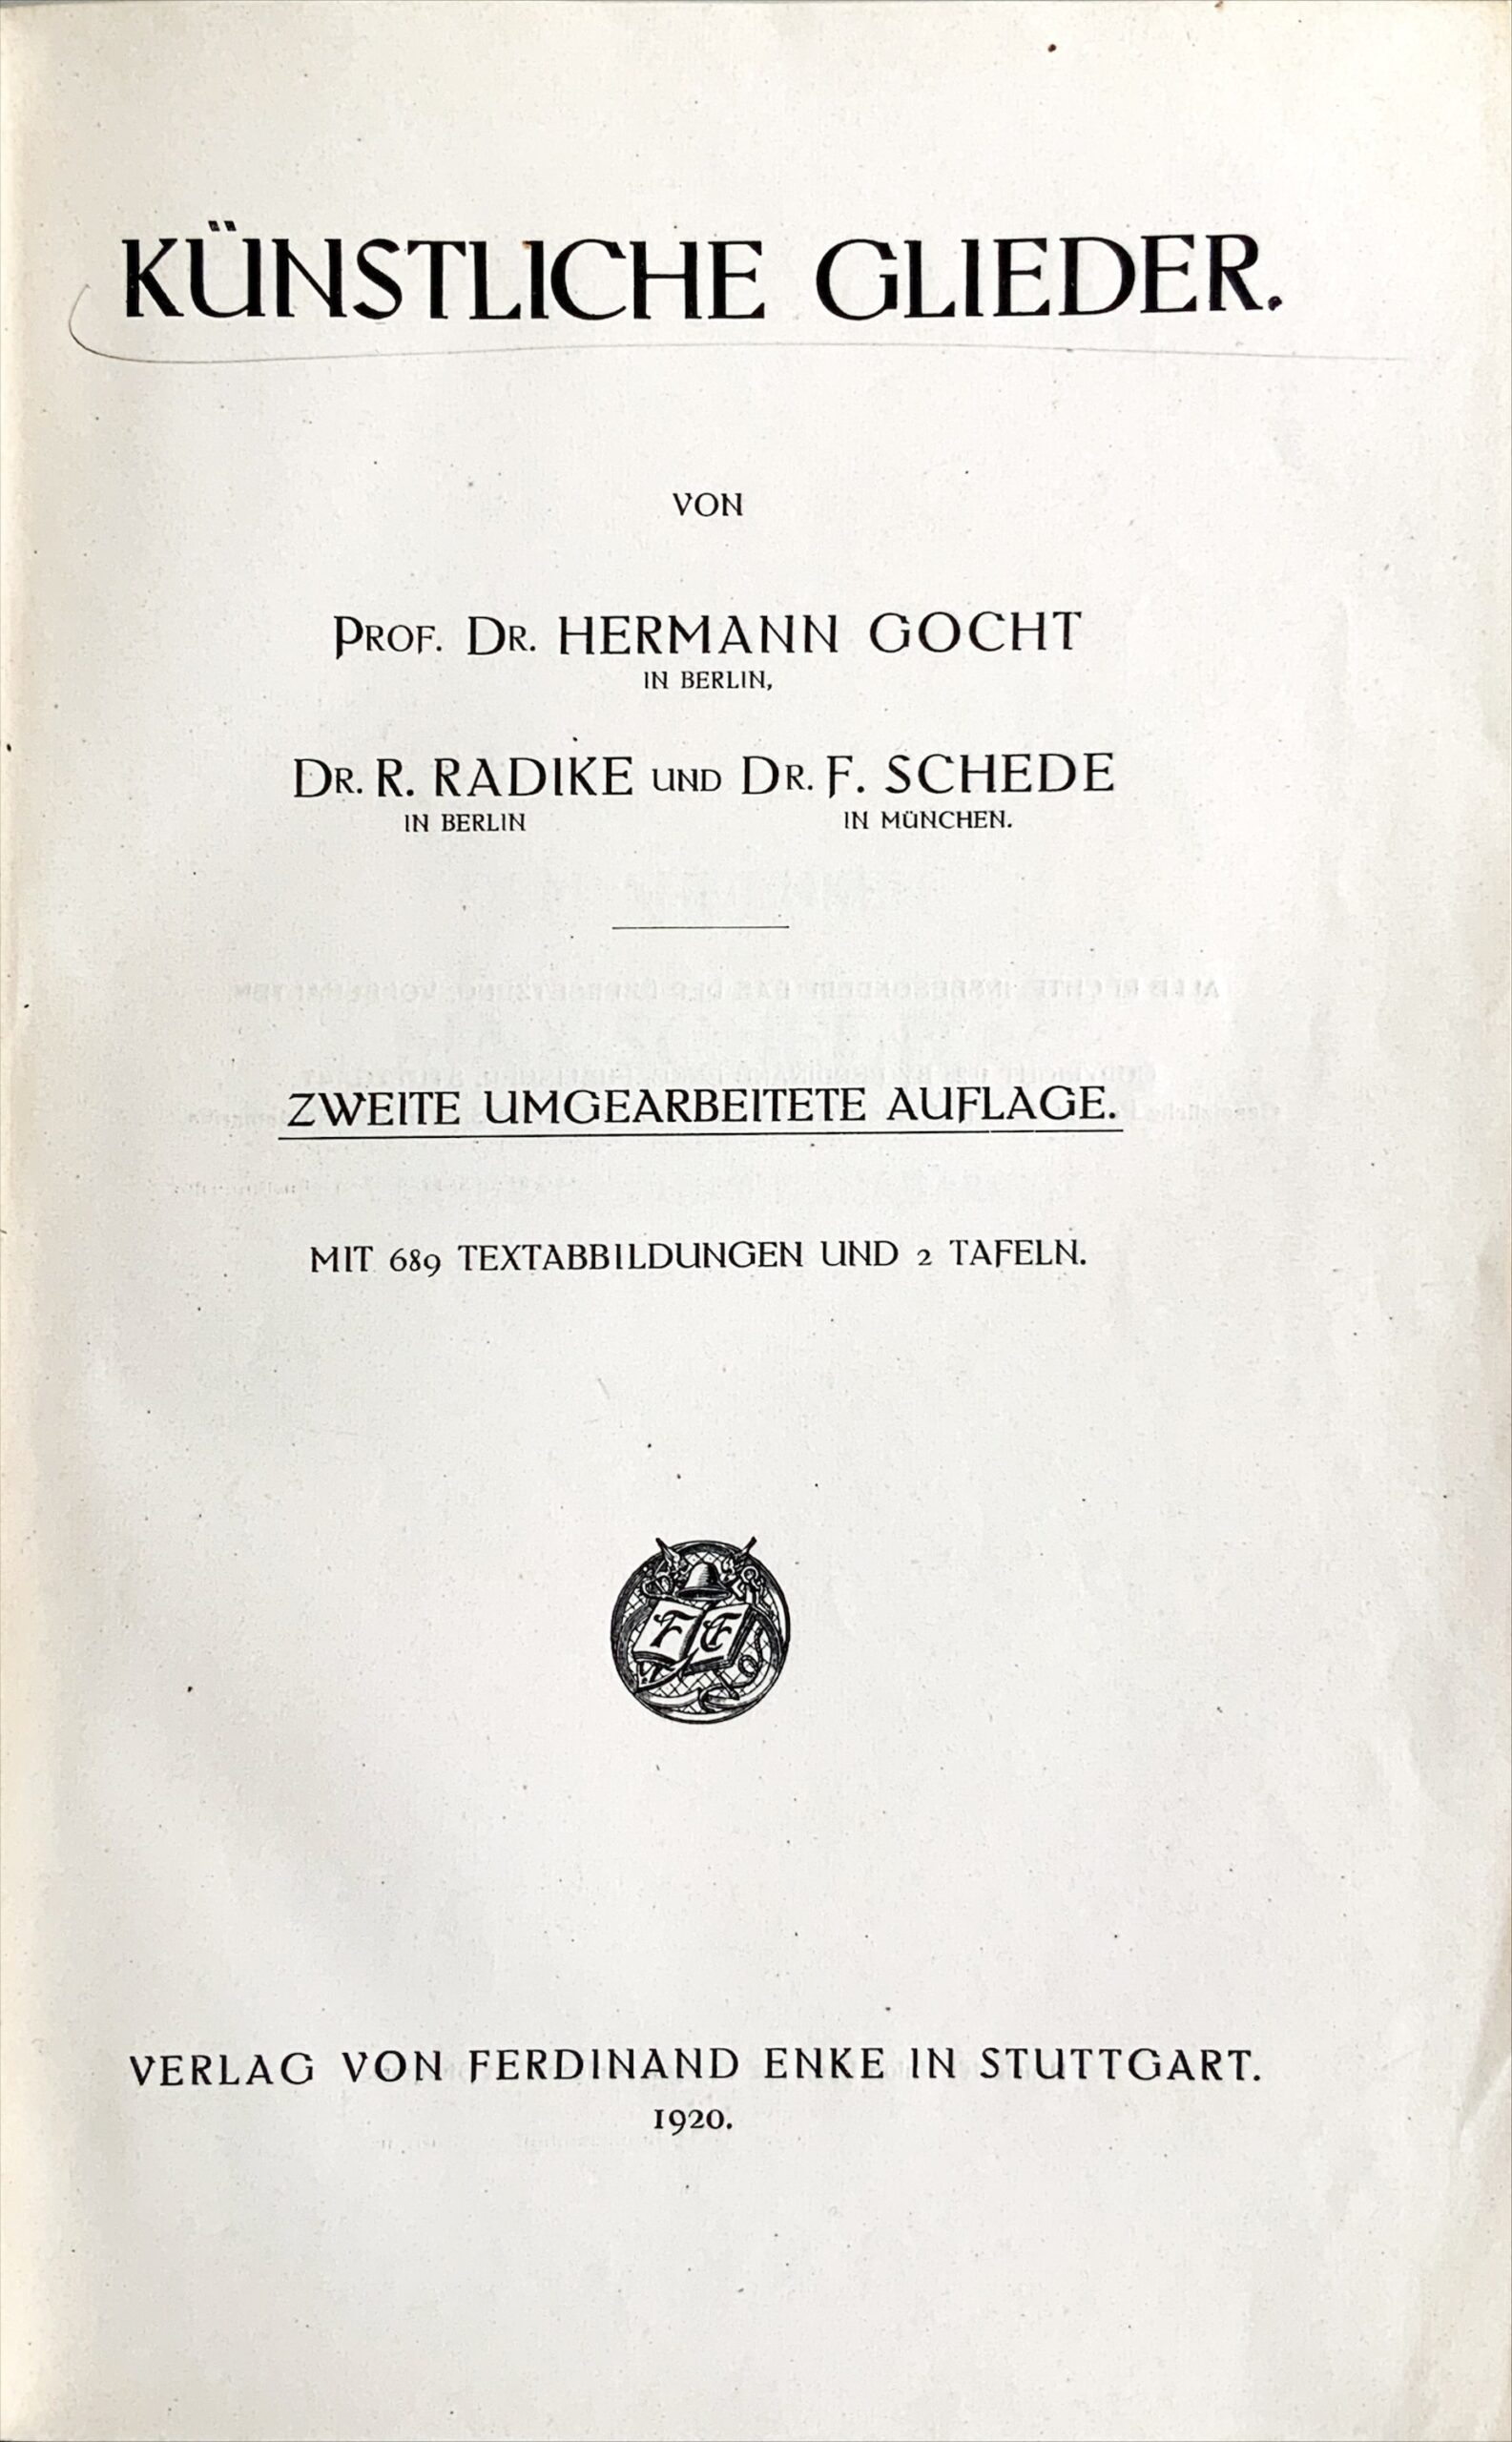 KÜNSTLICHE GLIEDER.
VON
PROF. DR. HERMANN GOCHT
IN BERLIN,
DR. R. RADIKE UND DR. F. SCHEDE
IN BERLIN IN MÜNCHEN.
ZWEITE UMGEARBEITETE AUFLAGE.
MIT 689 TEXTABBILDUNGEN UND 2 TAFELN.
F E
VERLAG VON FERDINAND ENKE IN STUTTGART.
1920.